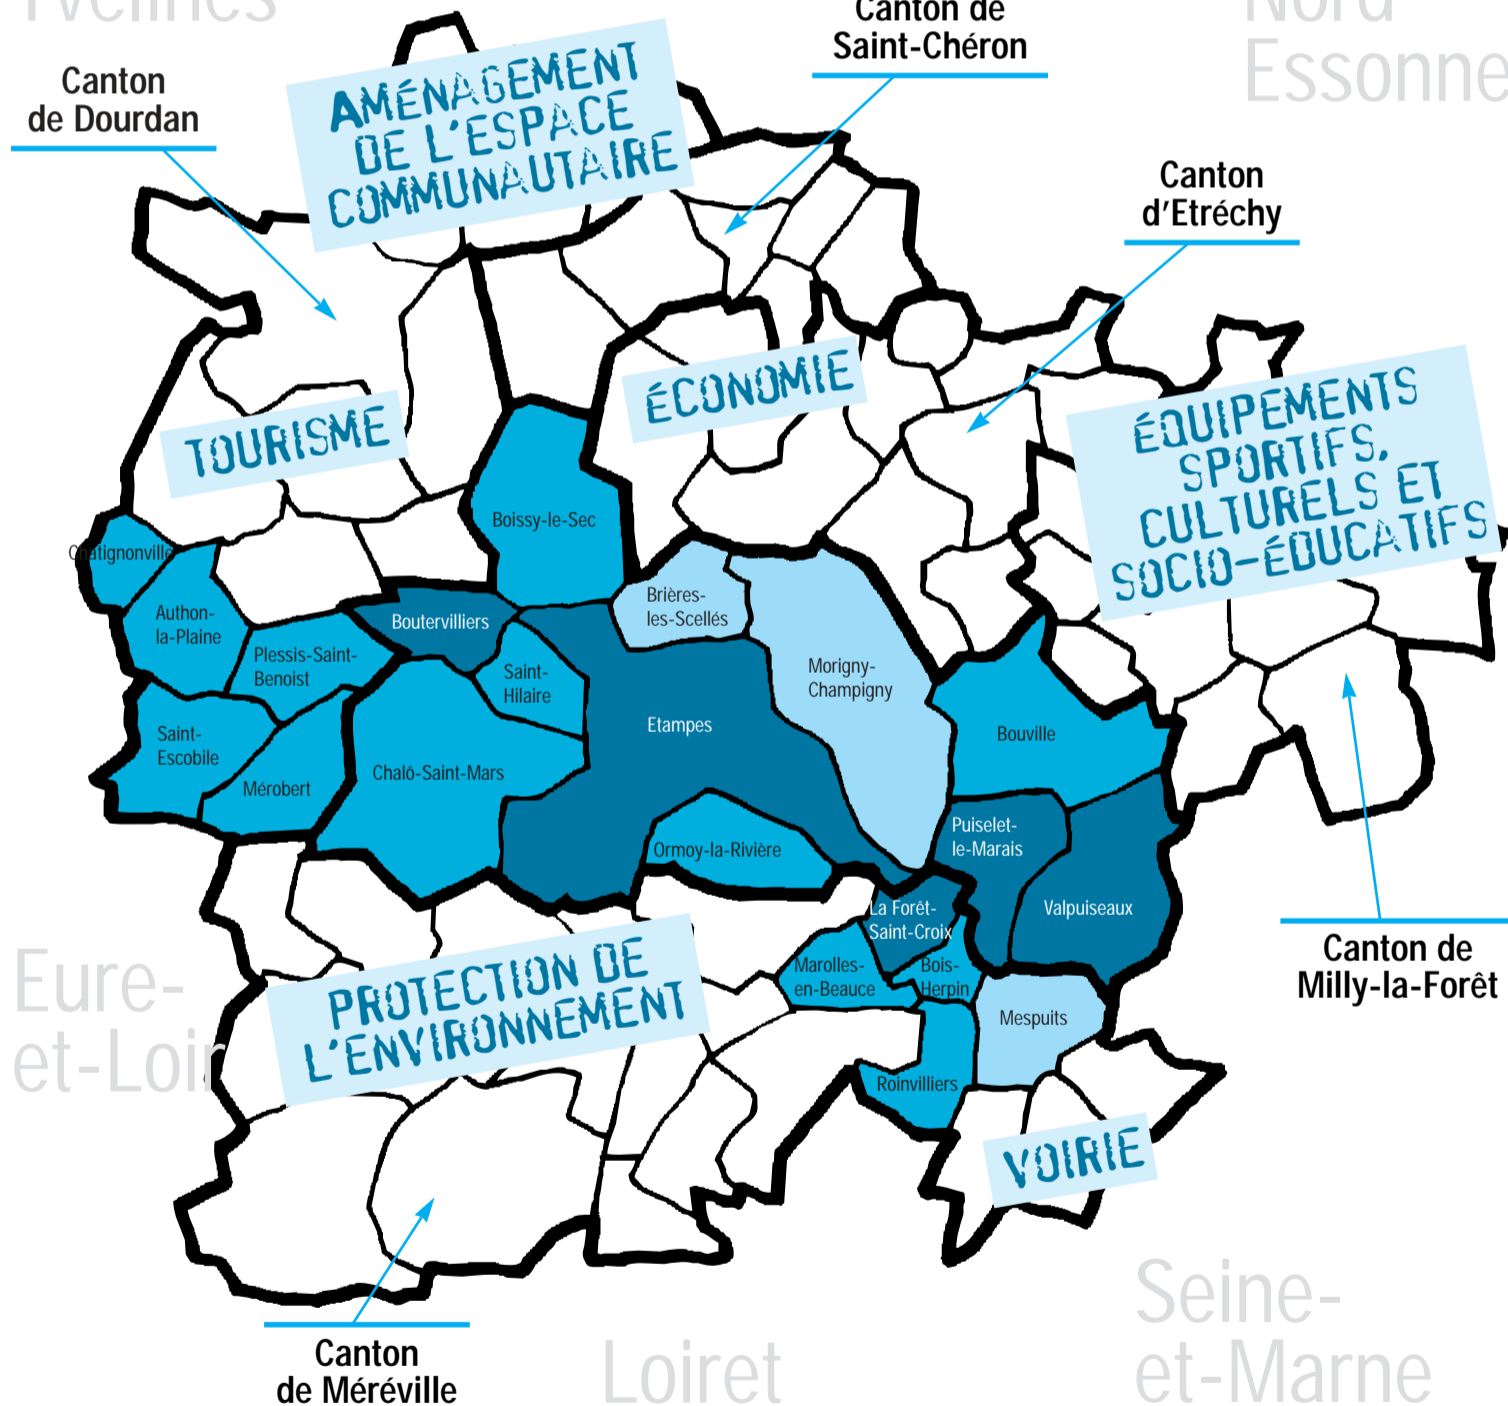 Yvelines
Canton de
Saint-Chéron
Nord
Essonne
Canton
de Dourdan
AMÉNAGEMENT
DE L'ESPACE
COMMUNAUTAIRE
Canton
d'Etréchy
ÉCONOMIE
TOURISME
ÉQUIPEMENTS
SPORTIFS,
CULTURELS ET
SOCIO-ÉDUCATIFS
Boissy-le-Sec
Chatignonville
Authon-
la-Plaine
Boutervilliers
Brières-
les-Scellés
Plessis-Saint-
Benoist
Saint-
Hilaire
Morigny-
Champigny
Etampes
Bouville
Saint-
Escobile
Mérobert
Chalô-Saint-Mars
Ormoy-la-Rivière
Puiselet-
le-Marais
Valpuiseaux
La Forêt-
Saint-Croix
Marolles-
en-Beauce
Bois-
Herpin
Mespuits
Roinvilliers
Canton de
Milly-la-Forêt
Eure-
et-Loir
PROTECTION DE
L'ENVIRONNEMENT
VOIRIE
Canton
de Méréville
Loiret
Seine-
et-Marne